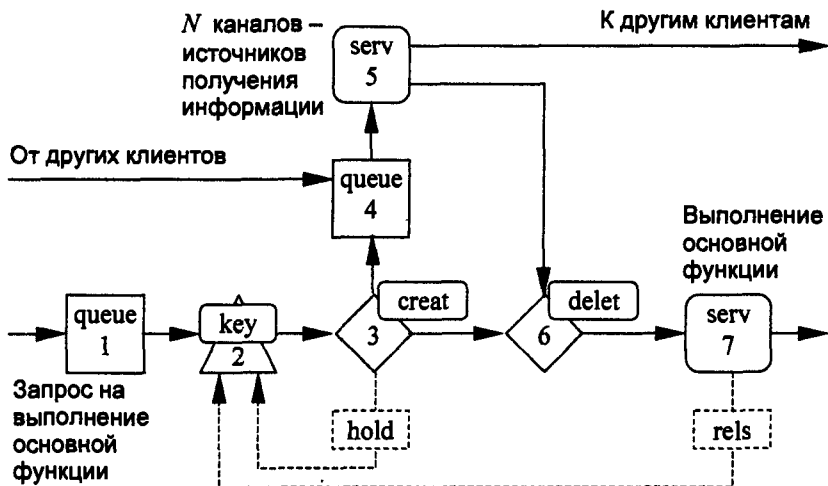 N каналов –
источников
получения
информации
serv
5
К другим клиентам
От других клиентов
queue
4
Выполнение
основной
функции
queue
1
key
2
creat
3
delet
6
serv
7
Запрос на
выполнение
основной
функции
hold
rels